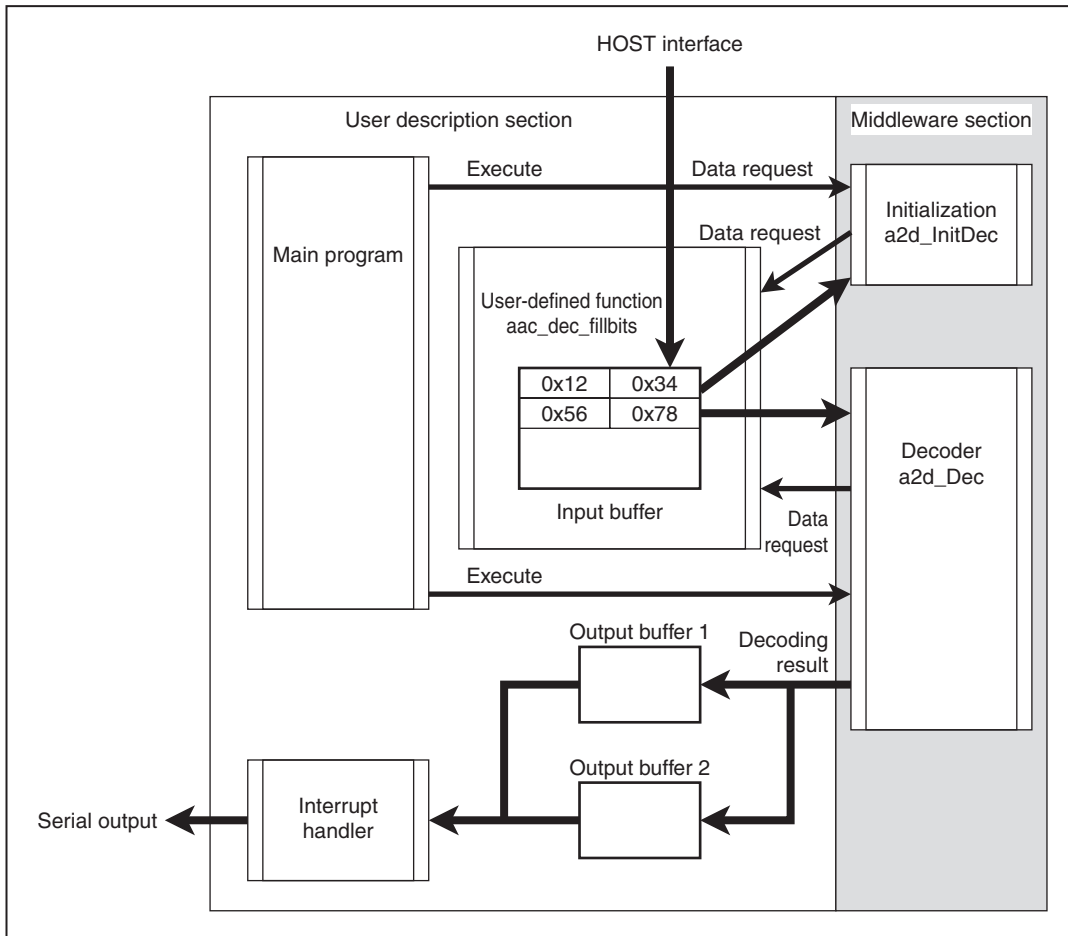 HOST interface
User description section
Middleware section
Execute
Data request
Initialization
a2d_InitDec
Main program
Data request
User-defined function
aac_dec_fillbits
0x12
0x34
0x56
0x78
Decoder
a2d_Dec
Input buffer
Data
request
Execute
Output buffer 1
Decoding
result
Output buffer 2
Serial output
Interrupt
handler